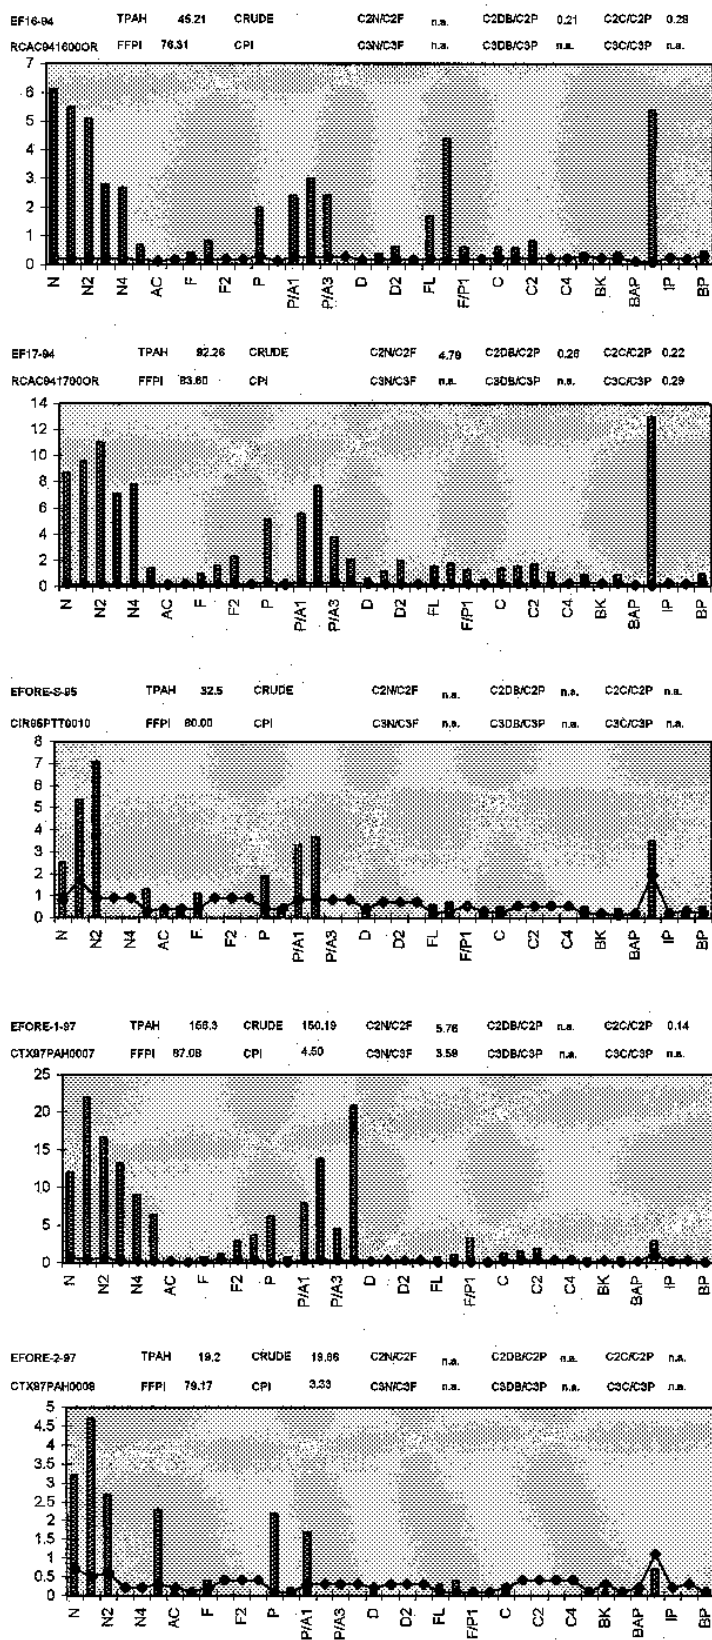 EF16-94 TPAH 45.21 CRUDE C2N/C2F n.a. C2DB/C2P 0.21 C2C/C2P 0.28
RCAC941600OR FFPI 76.31 CPI C3N/C3F n.a. C3DB/C3P n.a. C3C/C3P n.a.
7
6
5
4
3
2
1
0
N N2 N4 AC F F2 P P/A1 P/A3 D D2 FL F/P1 C C2 C4 BK BAP IP BP
EF17-94 TPAH 92.26 CRUDE C2N/C2F 4.79 C2DB/C2P 0.26 C2C/C2P 0.22
RCAC941700OR FFPI 83.60 CPI C3N/C3F n.a. C3DB/C3P n.a. C3C/C3P 0.29
14
12
10
8
6
4
2
0
N N2 N4 AC F F2 P P/A1 P/A3 D D2 FL F/P1 C C2 C4 BK BAP IP BP
EFORE-S-95 TPAH 32.5 CRUDE C2N/C2F n.a. C2DB/C2P n.a. C2C/C2P n.a.
CIR95PTT0010 FFPI 80.00 CPI C3N/C3F n.a. C3DB/C3P n.a. C3C/C3P n.a.
8
7
6
5
4
3
2
1
0
N N2 N4 AC F F2 P P/A1 P/A3 D D2 FL F/P1 C C2 C4 BK BAP IP BP
EFORE-1-97 TPAH 156.3 CRUDE 150.19 C2N/C2F 5.76 C2DB/C2P n.a. C2C/C2P 0.14
CTX97PAH0007 FFPI 87.08 CPI 4.50 C3N/C3F 3.59 C3DB/C3P n.a. C3C/C3P n.a.
25
20
15
10
5
0
N N2 N4 AC F F2 P P/A1 P/A3 D D2 FL F/P1 C C2 C4 BK BAP IP BP
EFORE-2-97 TPAH 19.2 CRUDE 18.66 C2N/C2F n.a. C2DB/C2P n.a. C2C/C2P n.a.
CTX97PAH0008 FFPI 79.17 CPI 3.33 C3N/C3F n.a. C3DB/C3P n.a. C3C/C3P n.a.
5
4.5
4
3.5
3
2.5
2
1.5
1
0.5
0
N N2 N4 AC F F2 P P/A1 P/A3 D D2 FL F/P1 C C2 C4 BK BAP IP BP